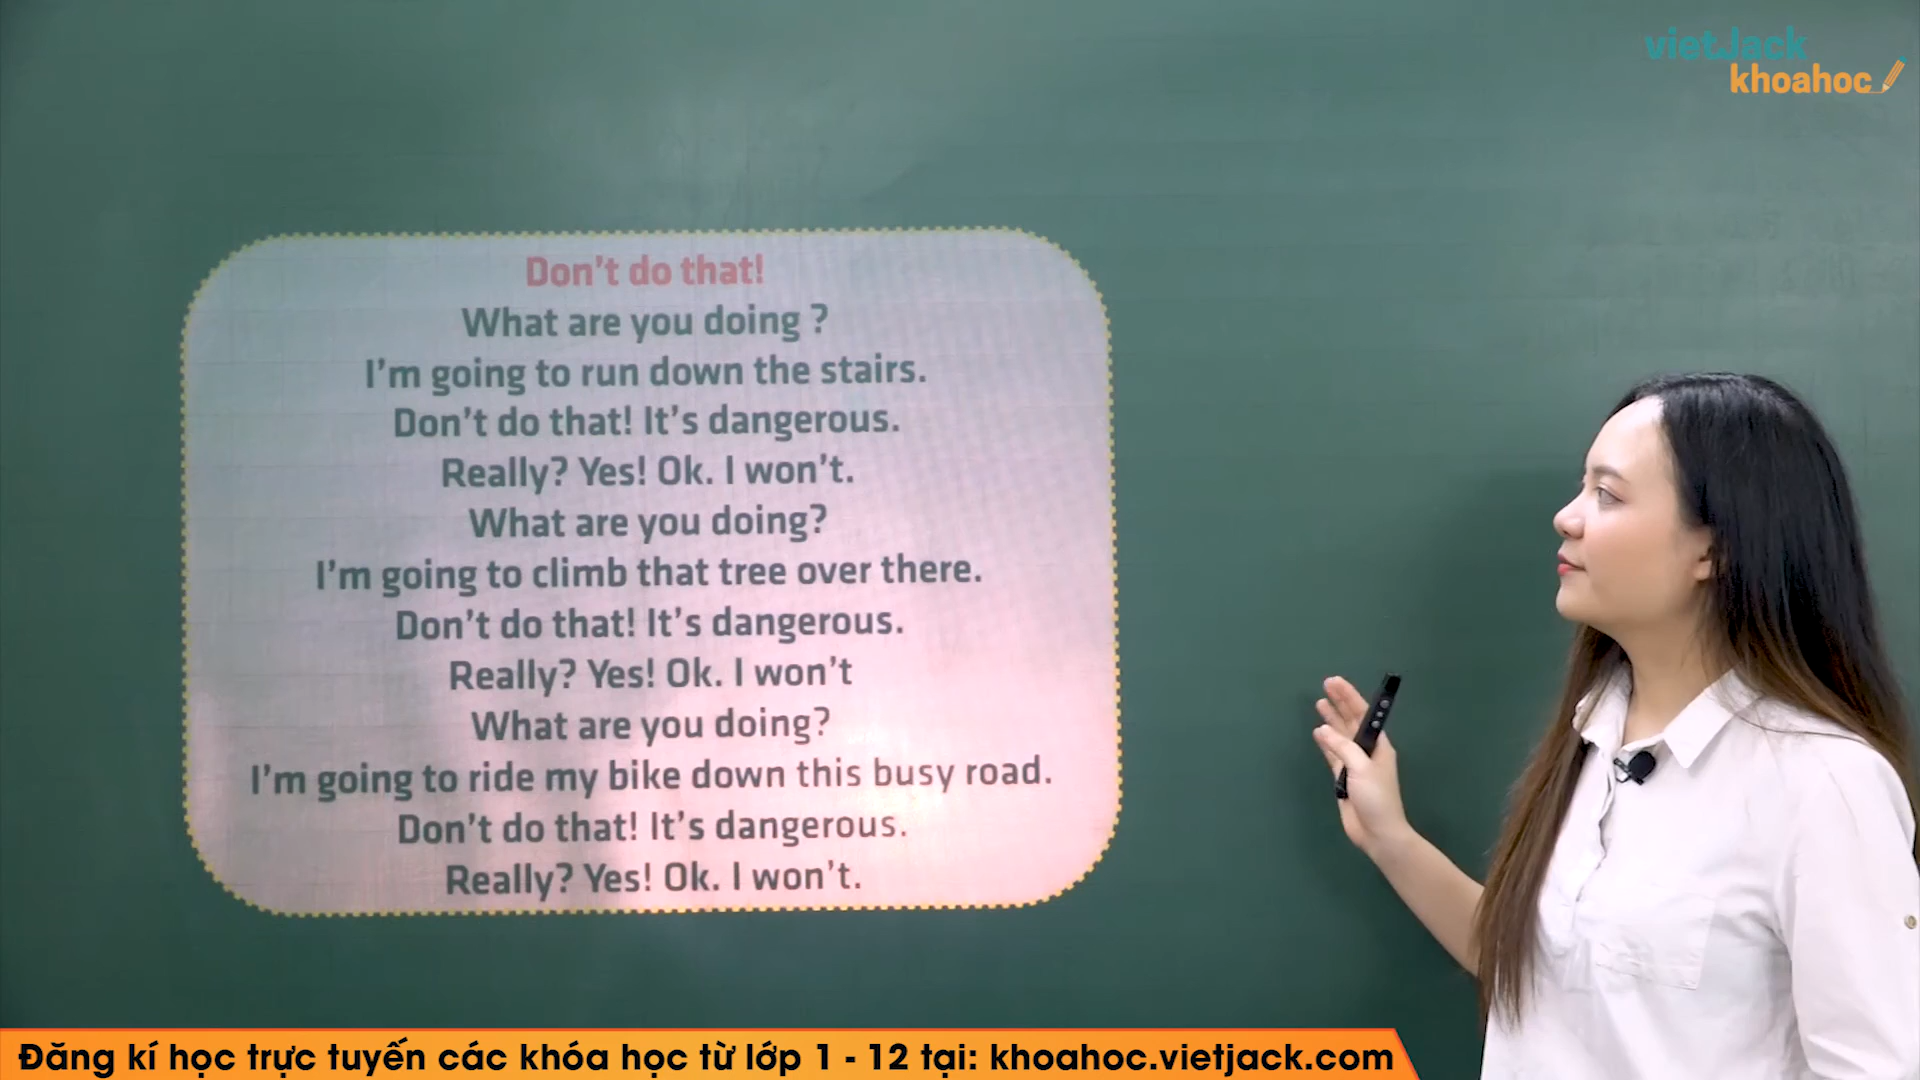 vietJack
khoahoc
Don't do that!
What are you doing ?
I'm going to run down the stairs.
Don't do that! It's dangerous.
Really? Yes! Ok. I won't.
What are you doing?
I'm going to climb that tree over there.
Don't do that! It's dangerous.
Really? Yes! Ok. I won't
What are you doing?
I'm going to ride my bike down this busy road.
Don't do that! It's dangerous.
Really? Yes! Ok. I won't.
Đăng kí học trực tuyến các khóa học từ lớp 1 - 12 tại: khoahoc.vietjack.com